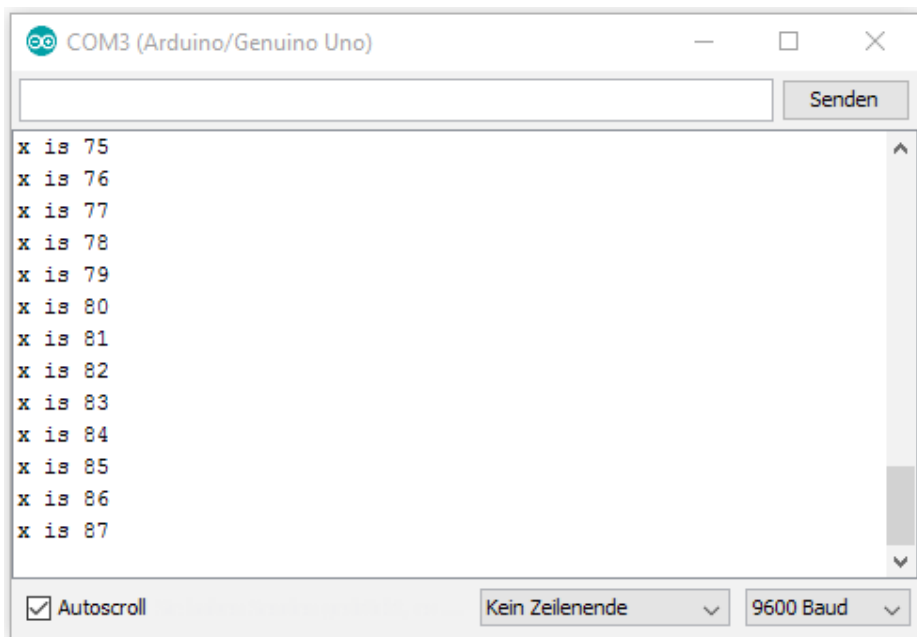 COM3 (Arduino/Genuino Uno)
Senden
x is 75
x is 76
x is 77
x is 78
x is 79
x is 80
x is 81
x is 82
x is 83
x is 84
x is 85
x is 86
x is 87
Autoscroll Kein Zeilenende 9600 Baud